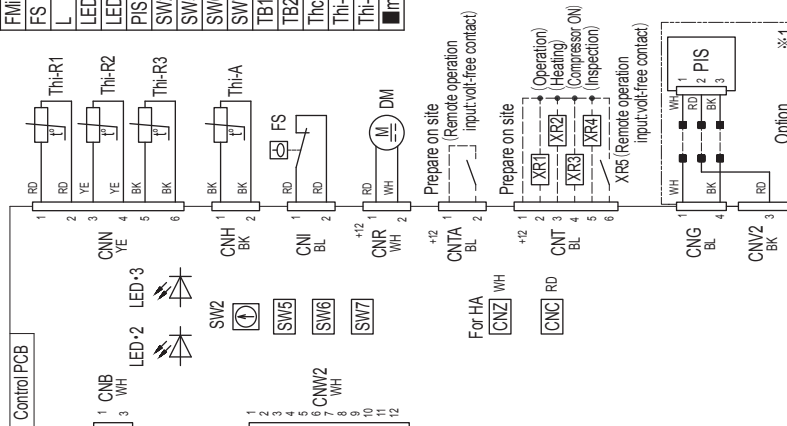 FMi
FS
L
LED
LED
PIS
SW
SW
SW
SW
TB1
TB2
Thc
Thi-
Thi-
■m
Control PCB
CNB
WH
1
3
LED・2
LED・3
CNW2
WH
1
2
3
4
5
6
7
8
9
10
11
12
SW2
SW5
SW6
SW7
For HA
CNZ WH
CNC RD
CNN
YE
1 RD
2 RD
3 YE
4 YE
5 BK
6 BK
Thi-R1
Thi-R2
Thi-R3
t°
t°
t°
CNH
BK
1 BK
2 BK
Thi-A
t°
CNI
BL
1 RD
2 RD
FS
CNR
WH
+12
1 RD
2 WH
M
DM
CNTA
BL
+12
1
2
Prepare on site
(Remote operation
input:volt-free contact)
CNT
BL
+12
1
2
3
4
5
6
Prepare on site
XR1
XR2
XR3
XR4
(Operation)
(Heating)
(Compressor ON)
(Inspection)
XR5 (Remote operation
input:volt-free contact)
CNG
BL
1 WH
4 BK
CNV2
BK
3 RD
WH
RD
BK
1
2
3
PIS
Option
※1